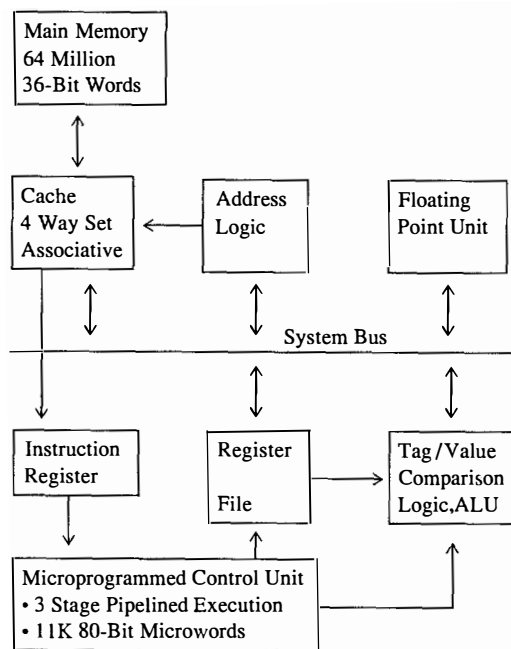 Main Memory
64 Million
36-Bit Words
Cache
4 Way Set
Associative
Address
Logic
Floating
Point Unit
System Bus
Instruction
Register
Register
File
Tag/Value
Comparison
Logic,ALU
Microprogrammed Control Unit
• 3 Stage Pipelined Execution
• 11K 80-Bit Microwords